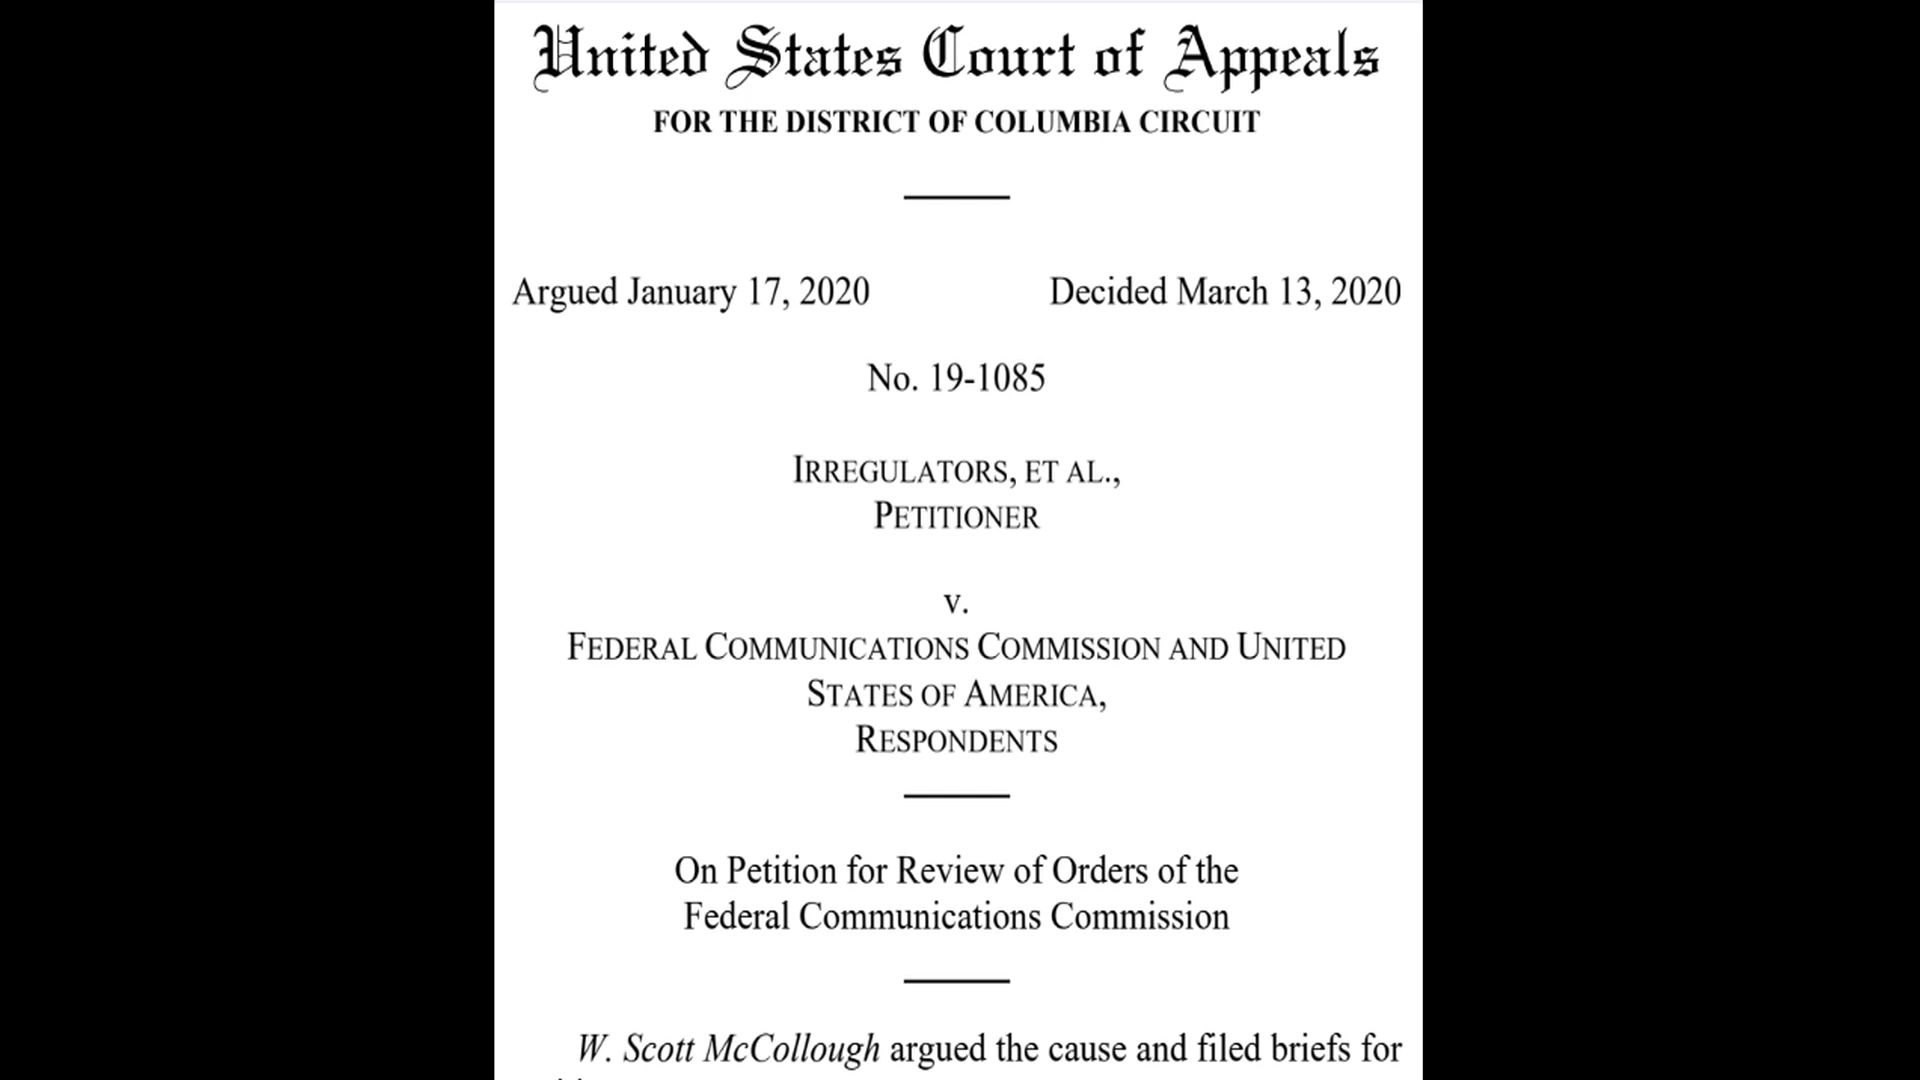 United States Court of Appeals
FOR THE DISTRICT OF COLUMBIA CIRCUIT
Argued January 17, 2020 Decided March 13, 2020
No. 19-1085
IRREGULATORS, ET AL.,
PETITIONER
v.
FEDERAL COMMUNICATIONS COMMISSION AND UNITED
STATES OF AMERICA,
RESPONDENTS
On Petition for Review of Orders of the
Federal Communications Commission
W. Scott McCollough argued the cause and filed briefs for